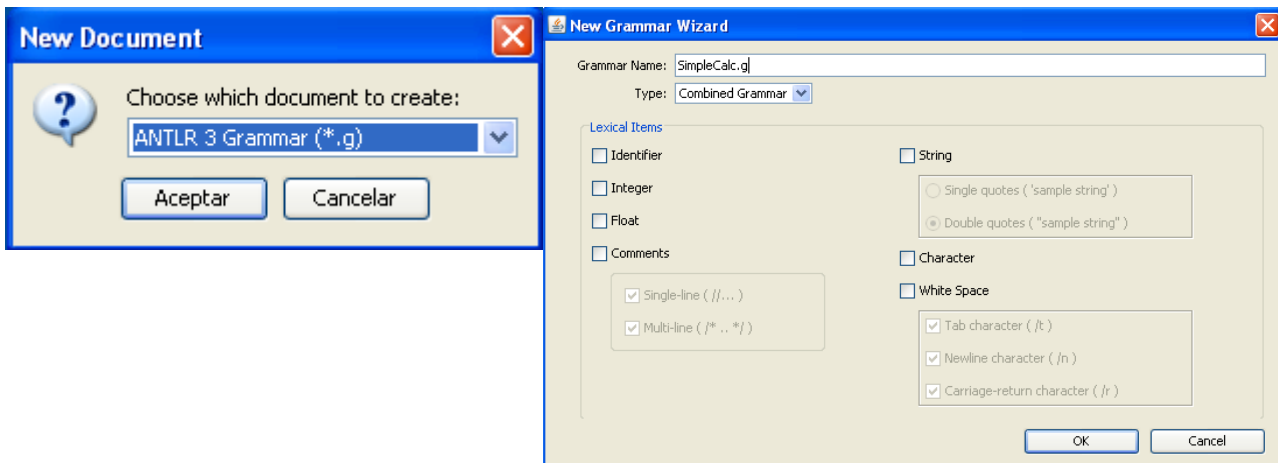 New Document
Choose which document to create:
ANTLR 3 Grammar (*.g)
Aceptar Cancelar
New Grammar Wizard
Grammar Name: SimpleCalc.g
Type: Combined Grammar
Lexical Items
Identifier
Integer
Float
Comments
Single-line ( //... )
Multi-line ( /* .. */ )
String
Single quotes ( 'sample string' )
Double quotes ( "sample string" )
Character
White Space
Tab character ( /t )
Newline character ( /n )
Carriage-return character ( /r )
OK Cancel